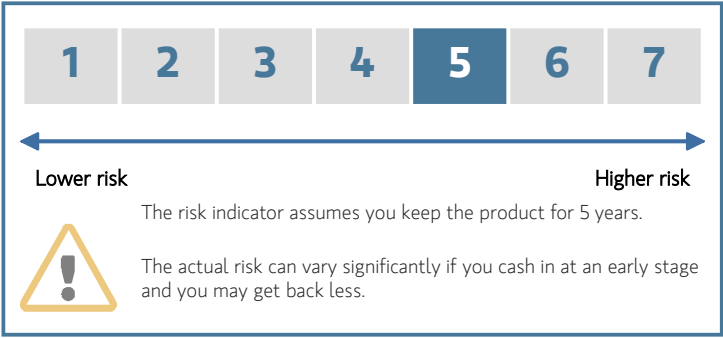 1 2 3 4 5 6 7
Lower risk Higher risk
The risk indicator assumes you keep the product for 5 years.
The actual risk can vary significantly if you cash in at an early stage
and you may get back less.